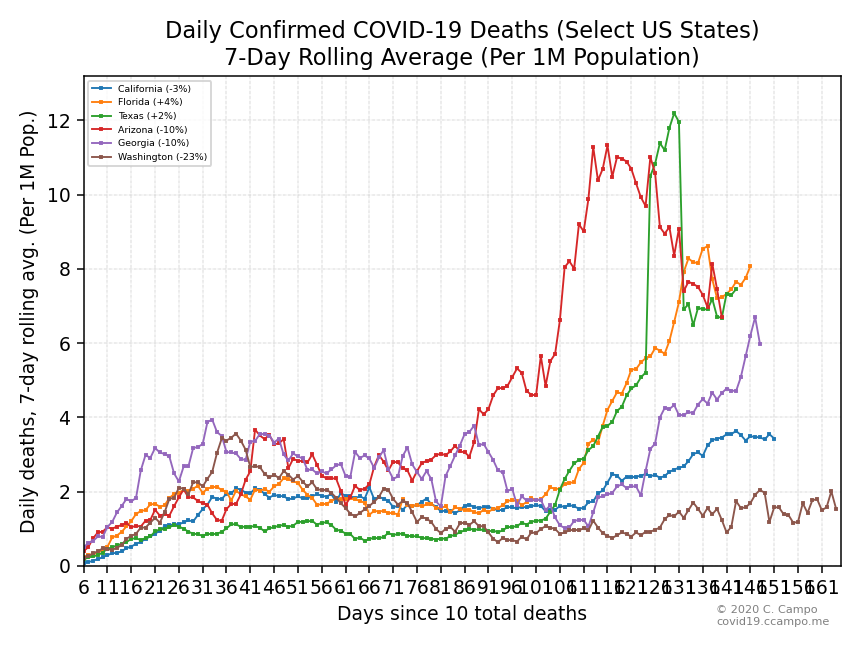 Daily Confirmed COVID-19 Deaths (Select US States)
7-Day Rolling Average (Per 1M Population)
Daily deaths, 7-day rolling avg. (Per 1M Pop.)
California (-3%)
Florida (+4%)
Texas (+2%)
Arizona (-10%)
Georgia (-10%)
Washington (-23%)
12
10
8
6
4
2
0
6 11 16 21 26 31 36 41 46 51 56 61 66 71 76 81 86 91 96 101 106 111 116 121 126 131 136 141 146 151 156 161
Days since 10 total deaths
© 2020 C. Campo
covid19.ccampo.me